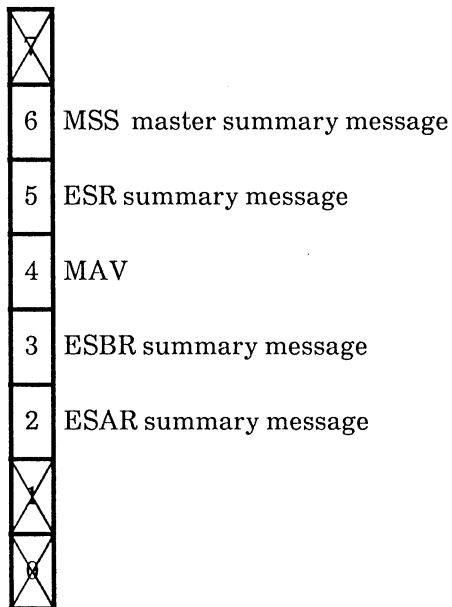 7
6 MSS master summary message
5 ESR summary message
4 MAV
3 ESBR summary message
2 ESAR summary message
1
0